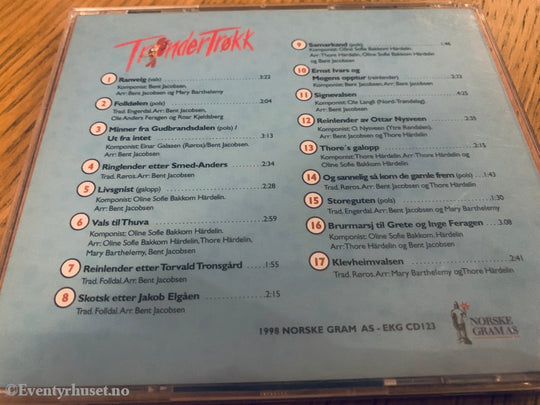 TrønderTrøkk
1 Ranveig (vals) 3:22
Komponist: Bent Jacobsen,
Arr: Bent Jacobsen og Mary Barthelemy
2 Folldølen (pols) 2:04
Trad. Engerdal. Arr: Bent Jacobsen,
Ole-Anders Feragen og Roar Kjeldsberg
3 Minner fra Gudbrandsdalen (pols) /
Ut fra intet 3:13
Komponist: Einar Galaaen (Røros)/Bent Jacobsen.
Arr: Bent Jacobsen
4 Ringlender etter Smed-Anders 2:34
Trad. Røros. Arr: Bent Jacobsen
5 Livsgnist (galopp) 2:28
Komponist: Oline Sofie Bakkom Hårdelin
6 Vals til Thuva 2:59
Komponist: Oline Sofie Bakkom Hårdelin.
Arr: Oline Sofie Bakkom Hårdelin, Thore Hårdelin,
Mary Barthelemy, Bent Jacobsen
7 Reinlender etter Torvald Tronsgård 1:55
Trad. Folldal. Arr: Bent Jacobsen
8 Skotsk etter Jakob Elgåen 2:15
Trad. Folldal. Arr: Bent Jacobsen
9 Samarkand (pols) 1:46
Komponist: Oline Sofie Bakkom Hårdelin.
Arr: Thore Hårdelin, Oline Sofie Bakkom Hårdelin
og Bent Jacobsen
10 Ernst Ivars og
Mogens opptur (reinlender) 2:33
Komponist: Bent Jacobsen
11 Signevalsen 4:25
Komponist: Ole Langli (Nord-Trøndelag).
Arr: Bent Jacobsen
12 Reinlender av Ottar Nysveen 2:35
Komponist: O. Nysveen (Ytre Rendalen).
Arr: Bent Jacobsen
13 Thore's galopp 2:15
Komponist: Thore Hårdelin. Arr: Thore Hårdelin og
Oline Sofie Bakkom Hårdelin
14 Og sannelig så korn de gamle frem (pols) 1:43
Trad. Røros. Arr: Bent Jacobsen
15 Storeguten (pols) 1:30
Trad. Engerdal. Arr: Bent Jacobsen og Mary Barthelemy
16 Brurmarsj til Grete og Inge Feragen 3.08
Komponist: Oline Sofie Bakkom Hårdelin.
Arr: Thore Hårdelin og Bent Jacobsen
17 Klevheimvalsen 2:41
Trad. Røros. Arr: Mary Barthelemy og Thore Hårdelin
1998 NORSKE GRAM AS - EKG CD123
NORSKE
GRAM AS
©Eventyrhuset.no